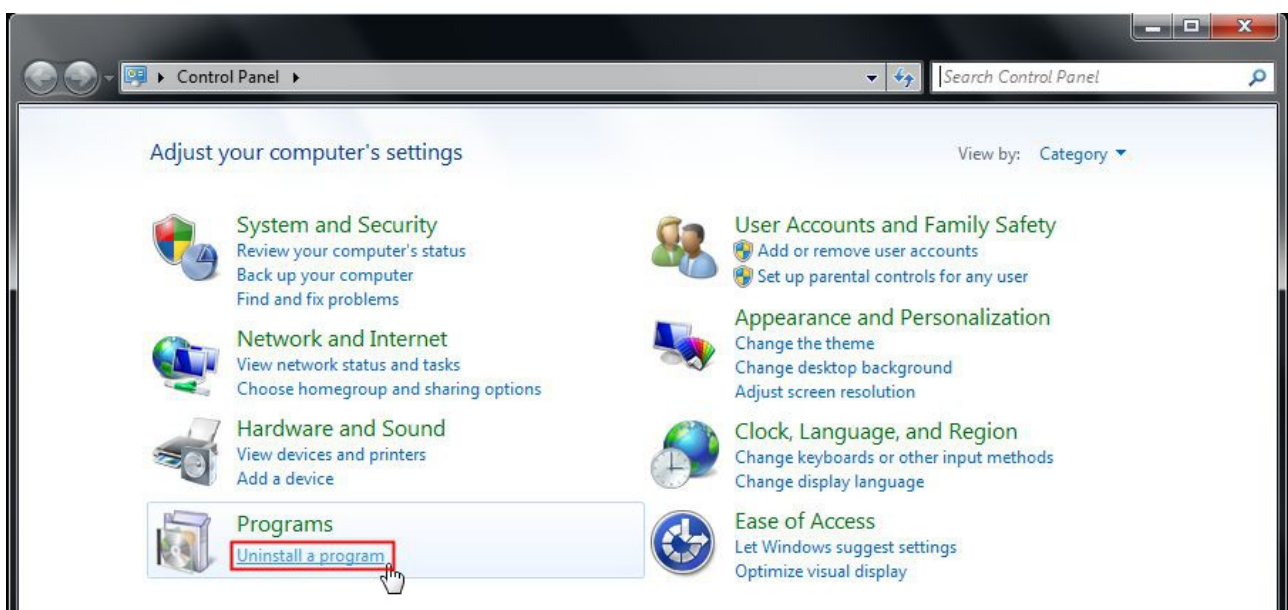 Control Panel
Search Control Panel
Adjust your computer's settings
View by: Category
System and Security
Review your computer's status
Back up your computer
Find and fix problems
Network and Internet
View network status and tasks
Choose homegroup and sharing options
Hardware and Sound
View devices and printers
Add a device
Programs
Uninstall a program
User Accounts and Family Safety
Add or remove user accounts
Set up parental controls for any user
Appearance and Personalization
Change the theme
Change desktop background
Adjust screen resolution
Clock, Language, and Region
Change keyboards or other input methods
Change display language
Ease of Access
Let Windows suggest settings
Optimize visual display